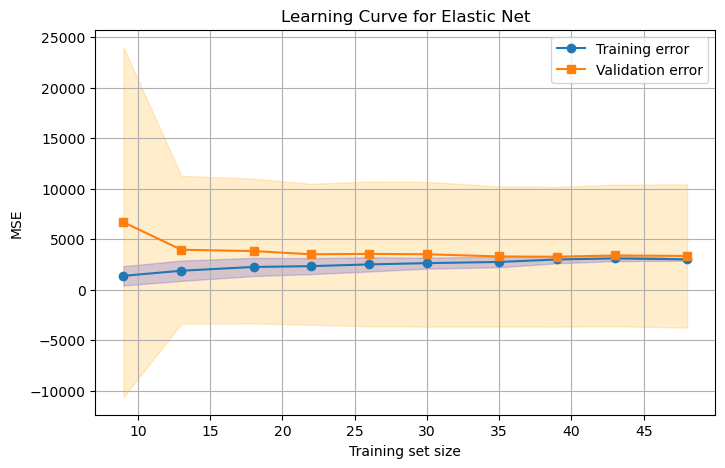 Learning Curve for Elastic Net
Training error
Validation error
MSE
25000
20000
15000
10000
5000
0
−5000
−10000
10 15 20 25 30 35 40 45
Training set size